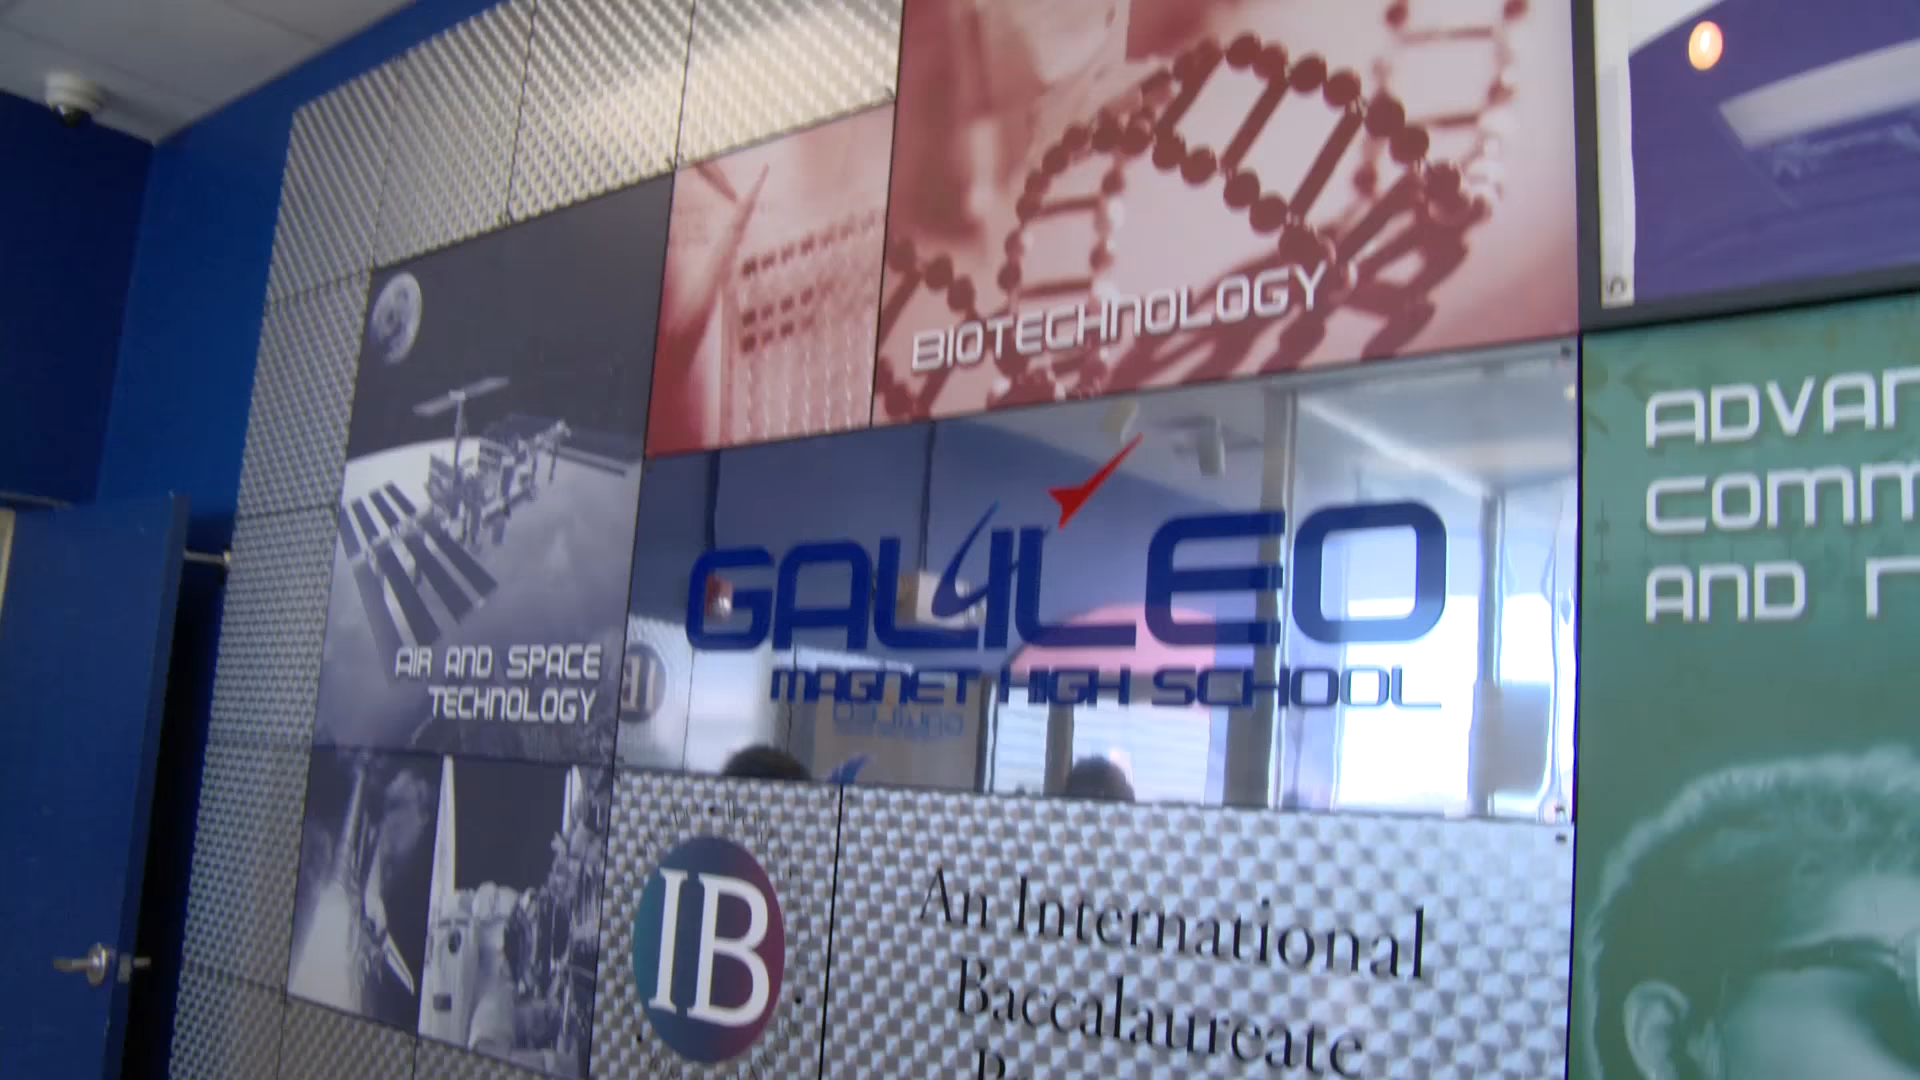 BIOTECHNOLOGY
AIR AND SPACE
TECHNOLOGY
GALILEO
MAGNET HIGH SCHOOL
ADVAN
COMM
AND
IB
An International
Baccalaureate